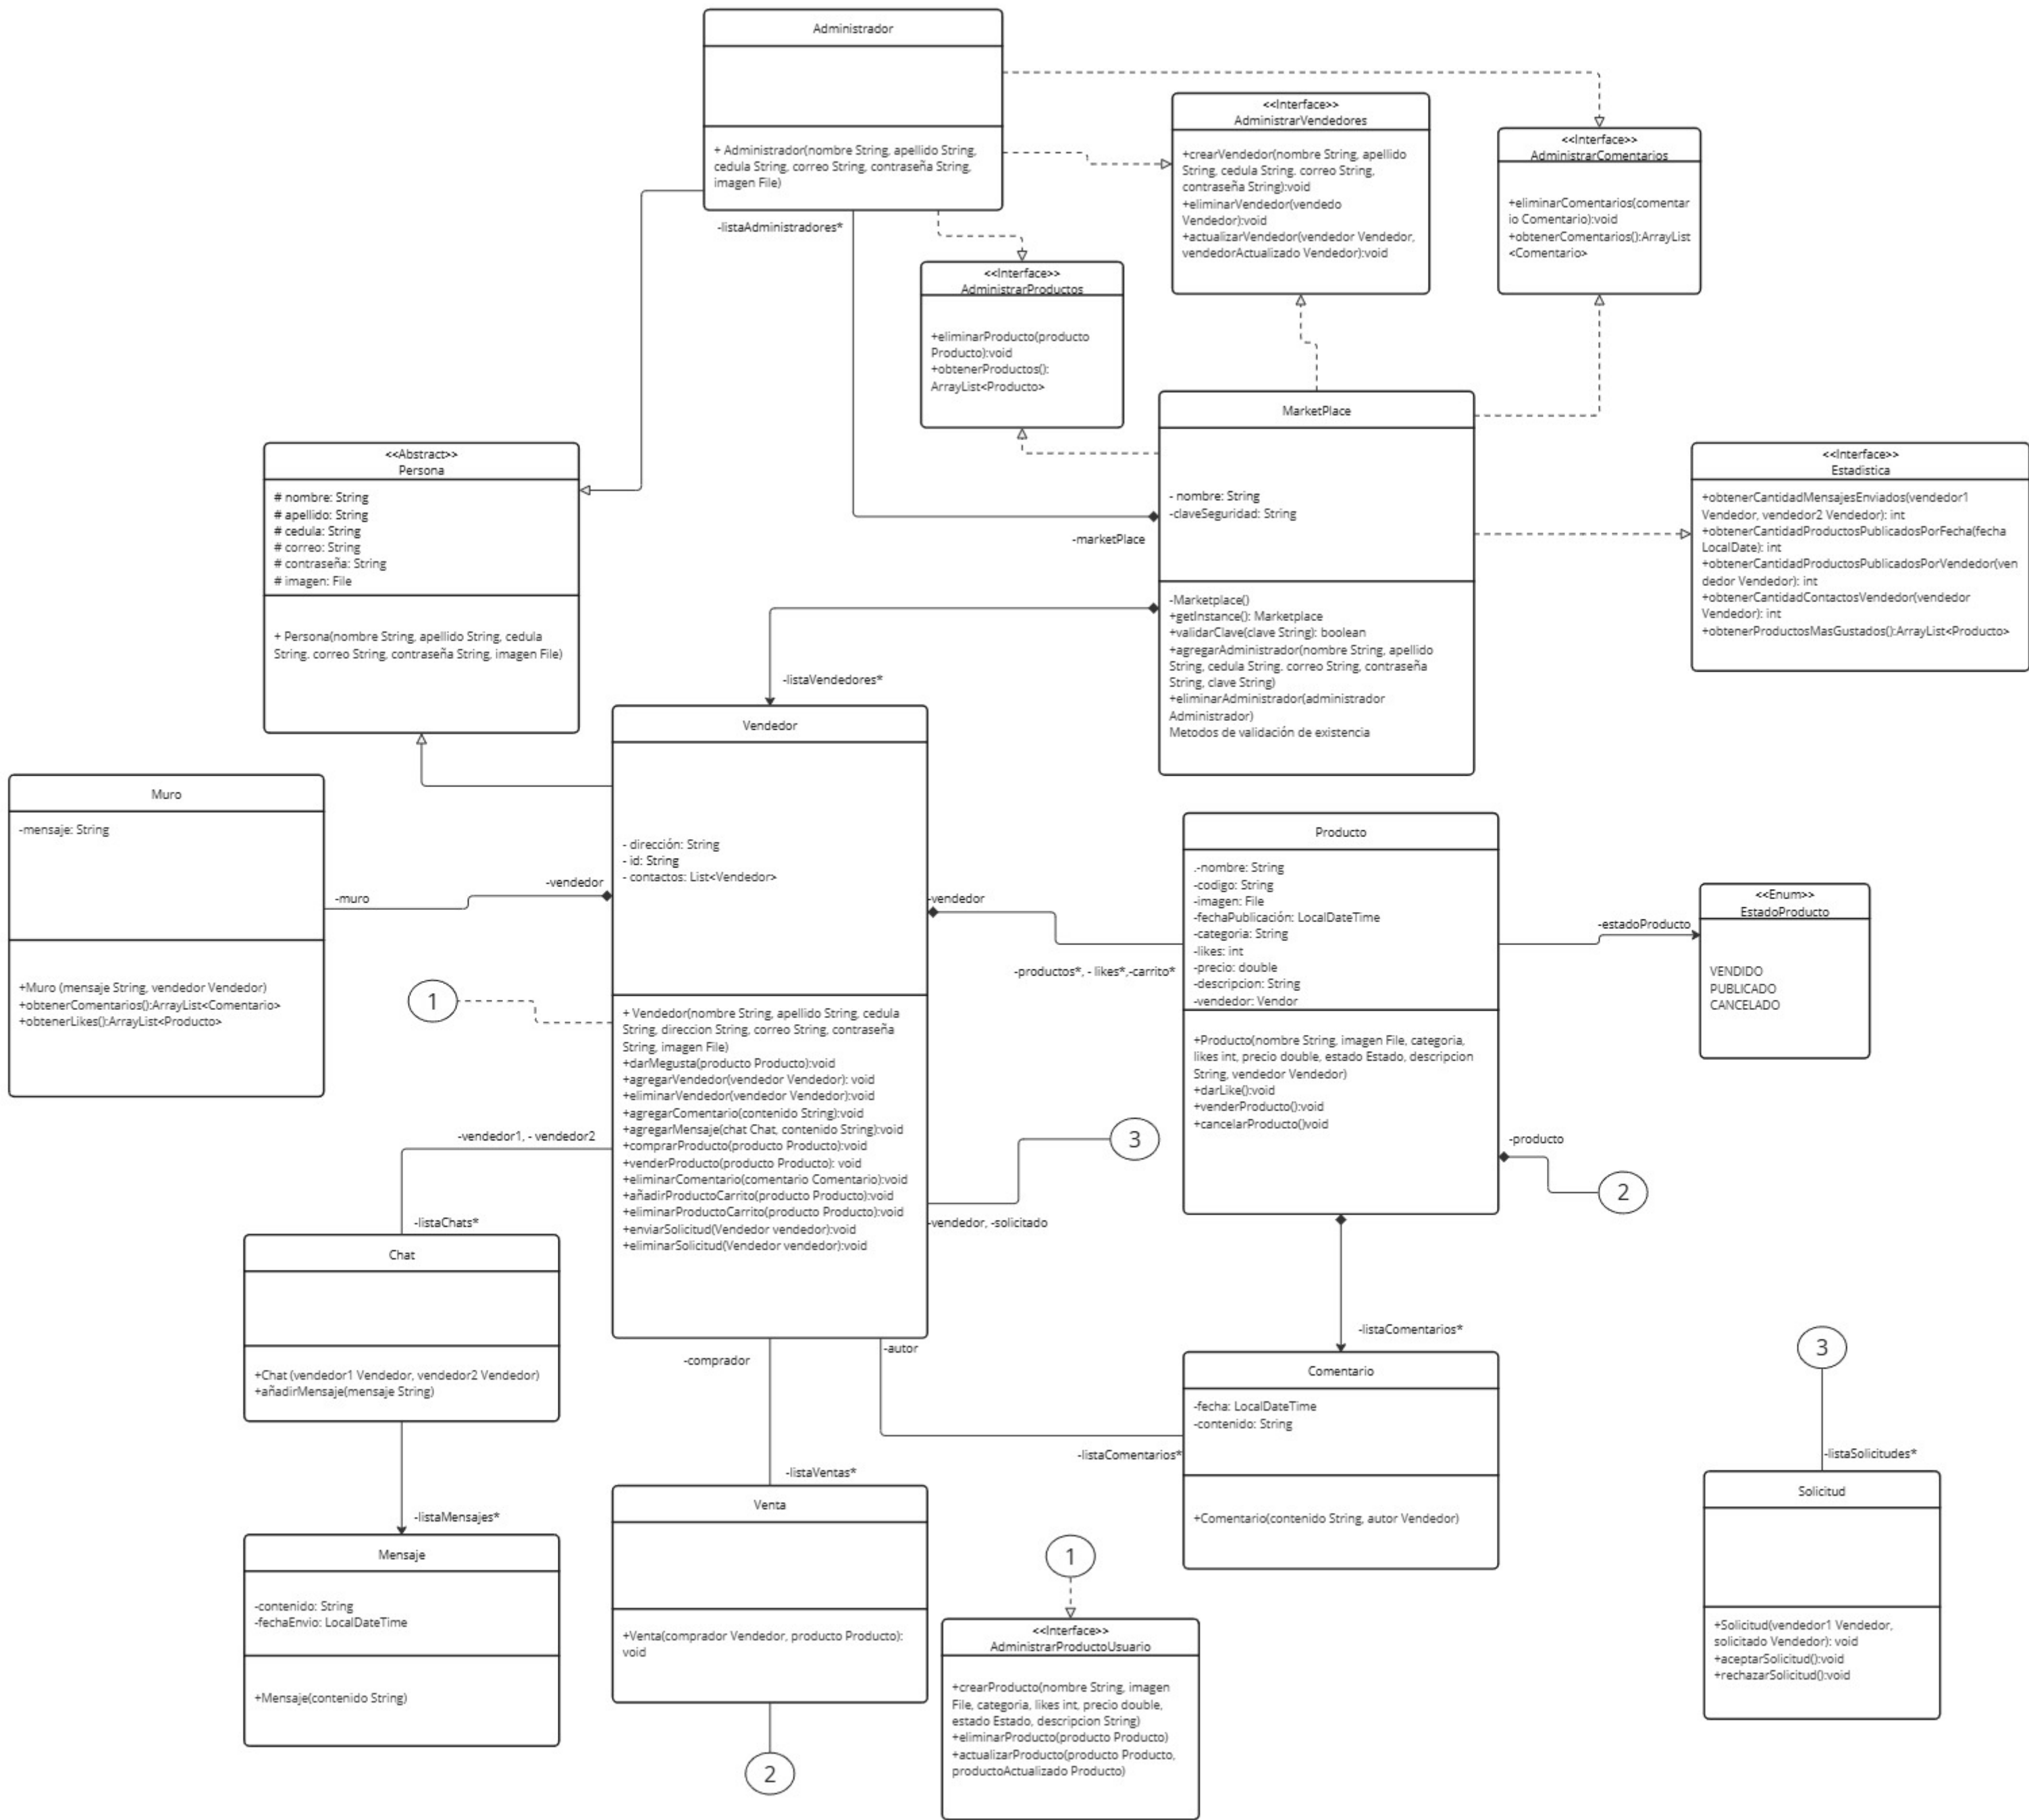 Administrador
+ Administrador(nombre String, apellido String,
cedula String, correo String, contraseña String,
imagen File)
-listaAdministradores*
<<Interface>>
AdministrarVendedores
+crearVendedor(nombre String, apellido
String, cedula String. correo String,
contraseña String):void
+eliminarVendedor(vendedo
Vendedor):void
+actualizarVendedor(vendedor Vendedor,
vendedorActualizado Vendedor):void
<<Interface>>
AdministrarComentarios
+eliminarComentarios(comentar
io Comentario):void
+obtenerComentarios():ArrayList
<Comentario>
<<Interface>>
AdministrarProductos
+eliminarProducto(producto
Producto):void
+obtenerProductos():
ArrayList<Producto>
MarketPlace
- nombre: String
-claveSeguridad: String
-marketPlace
-Marketplace()
+getInstance(): Marketplace
+validarClave(clave String): boolean
+agregarAdministrador(nombre String, apellido
String, cedula String. correo String, contraseña
String, clave String)
+eliminarAdministrador(administrador
Administrador)
Metodos de validación de existencia
<<Interface>>
Estadistica
+obtenerCantidadMensajesEnviados(vendedor1
Vendedor, vendedor2 Vendedor): int
+obtenerCantidadProductosPublicadosPorFecha(fecha
LocalDate): int
+obtenerCantidadProductosPublicadosPorVendedor(ven
dedor Vendedor): int
+obtenerCantidadContactosVendedor(vendedor
Vendedor): int
+obtenerProductosMasGustados():ArrayList<Producto>
<<Abstract>>
Persona
# nombre: String
# apellido: String
# cedula: String
# correo: String
# contraseña: String
# imagen: File
+ Persona(nombre String, apellido String, cedula
String. correo String, contraseña String, imagen File)
-listaVendedores*
Muro
-mensaje: String
+Muro (mensaje String, vendedor Vendedor)
+obtenerComentarios():ArrayList<Comentario>
+obtenerLikes():ArrayList<Producto>
-muro
-vendedor
1
Vendedor
- dirección: String
- id: String
- contactos: List<Vendedor>
+ Vendedor(nombre String, apellido String, cedula
String, direccion String, correo String, contraseña
String, imagen File)
+darMegusta(producto Producto):void
+agregarVendedor(vendedor Vendedor): void
+eliminarVendedor(vendedor Vendedor):void
+agregarComentario(contenido String):void
+agregarMensaje(chat Chat, contenido String):void
+comprarProducto(producto Producto):void
+venderProducto(producto Producto): void
+eliminarComentario(comentario Comentario):void
+añadirProductoCarrito(producto Producto):void
+eliminarProductoCarrito(producto Producto):void
+enviarSolicitud(Vendedor vendedor):void
+eliminarSolicitud(Vendedor vendedor):void
-vendedor
-productos*, - likes*,-carrito*
3
-vendedor, -solicitado
Producto
.-nombre: String
-codigo: String
-imagen: File
-fechaPublicación: LocalDateTime
-categoria: String
-likes: int
-precio: double
-descripcion: String
-vendedor: Vendor
+Producto(nombre String, imagen File, categoria,
likes int, precio double, estado Estado, descripcion
String, vendedor Vendedor)
+darLike():void
+venderProducto():void
+cancelarProducto()void
-estadoProducto
<<Enum>>
EstadoProducto
VENDIDO
PUBLICADO
CANCELADO
-producto
2
-vendedor1, - vendedor2
-listaChats*
Chat
+Chat (vendedor1 Vendedor, vendedor2 Vendedor)
+añadirMensaje(mensaje String)
-listaMensajes*
Mensaje
-contenido: String
-fechaEnvio: LocalDateTime
+Mensaje(contenido String)
-comprador
-autor
-listaVentas*
Venta
+Venta(comprador Vendedor, producto Producto):
void
2
-listaComentarios*
-listaComentarios*
Comentario
-fecha: LocalDateTime
-contenido: String
+Comentario(contenido String, autor Vendedor)
1
<<Interface>>
AdministrarProductoUsuario
+crearProducto(nombre String, imagen
File, categoria, likes int, precio double,
estado Estado, descripcion String)
+eliminarProducto(producto Producto)
+actualizarProducto(producto Producto,
productoActualizado Producto)
3
-listaSolicitudes*
Solicitud
+Solicitud(vendedor1 Vendedor,
solicitado Vendedor): void
+aceptarSolicitud():void
+rechazarSolicitud():void